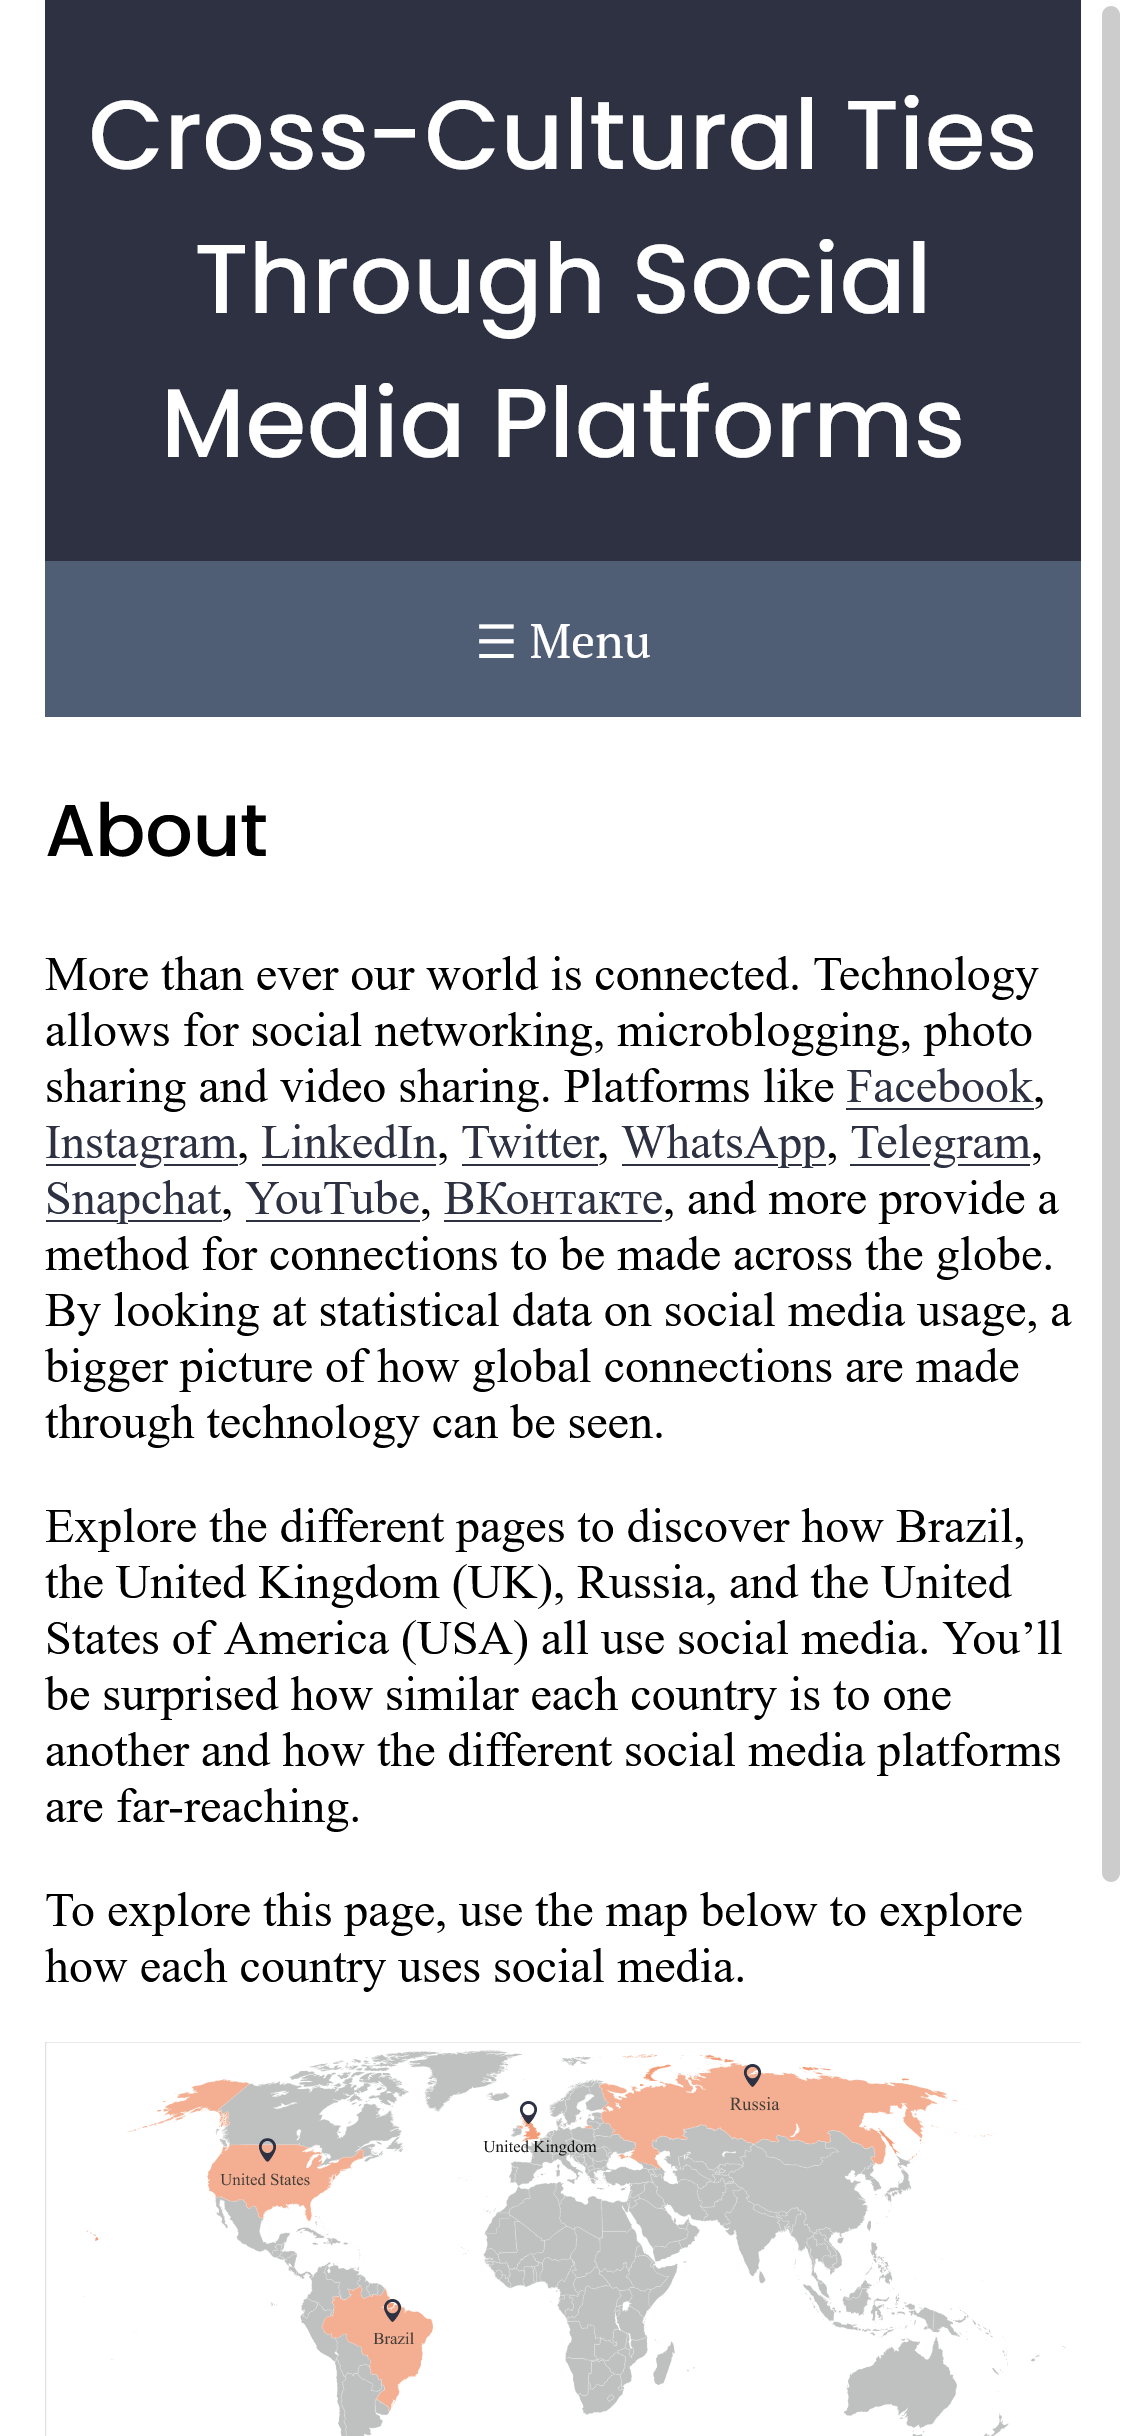 Cross-Cultural Ties
Through Social
Media Platforms
☰ Menu
About
More than ever our world is connected. Technology
allows for social networking, microblogging, photo
sharing and video sharing. Platforms like Facebook,
Instagram, LinkedIn, Twitter, WhatsApp, Telegram,
Snapchat, YouTube, ВКонтакте, and more provide a
method for connections to be made across the globe.
By looking at statistical data on social media usage, a
bigger picture of how global connections are made
through technology can be seen.
Explore the different pages to discover how Brazil,
the United Kingdom (UK), Russia, and the United
States of America (USA) all use social media. You’ll
be surprised how similar each country is to one
another and how the different social media platforms
are far-reaching.
To explore this page, use the map below to explore
how each country uses social media.
Russia
United Kingdom
United States
Brazil